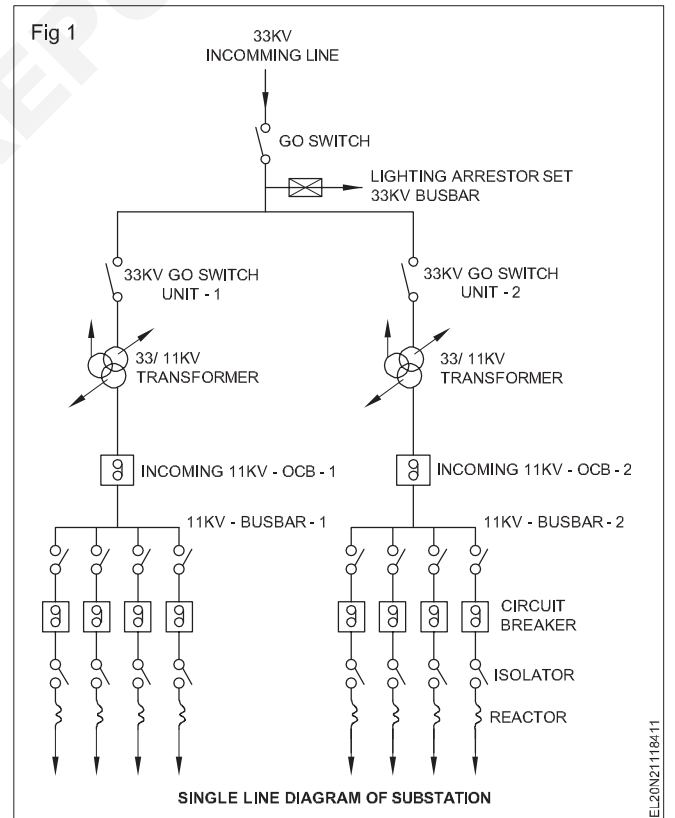 Fig 1
33KV
INCOMMING LINE
GO SWITCH
LIGHTING ARRESTOR SET
33KV BUSBAR
33KV GO SWITCH
UNIT - 1
33KV GO SWITCH
UNIT - 2
33/ 11KV
TRANSFORMER
33/ 11KV
TRANSFORMER
INCOMING 11KV - OCB - 1
INCOMING 11KV - OCB - 2
11KV - BUSBAR - 1
11KV - BUSBAR - 2
CIRCUIT
BREAKER
ISOLATOR
REACTOR
SINGLE LINE DIAGRAM OF SUBSTATION
EL20N21118411